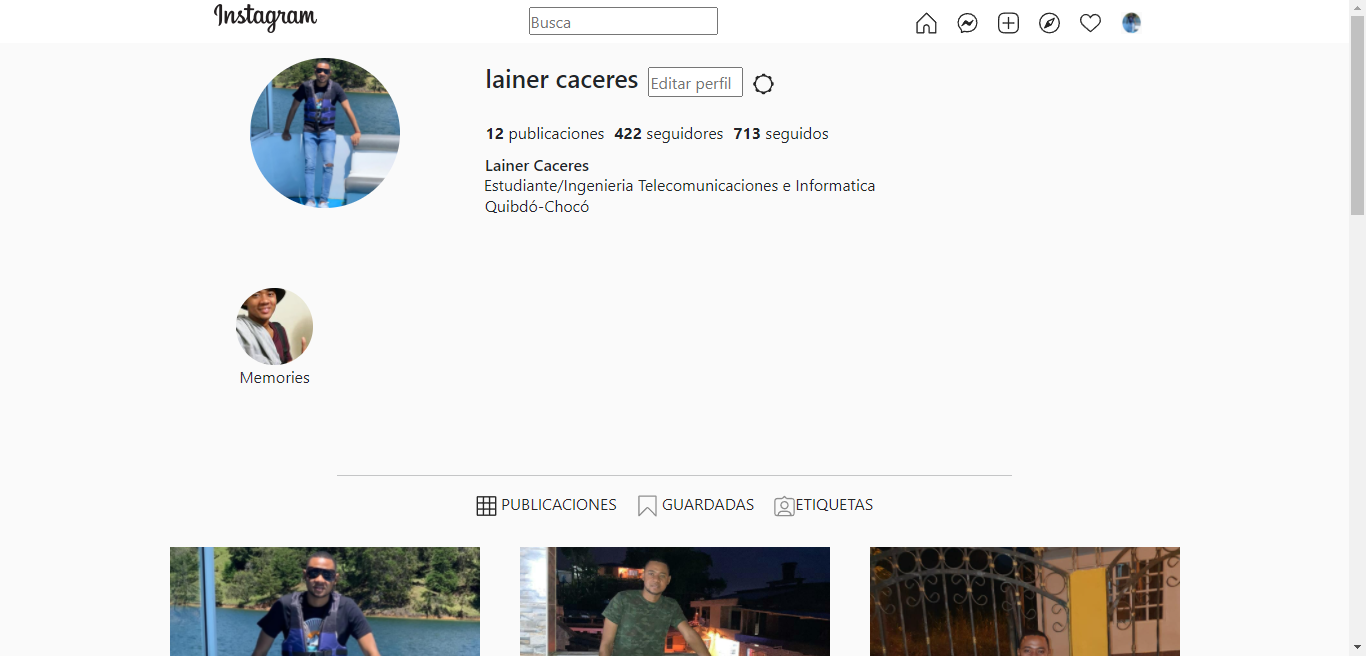 Instagram
Busca
lainer caceres Editar perfil
12 publicaciones 422 seguidores 713 seguidos
Lainer Caceres
Estudiante/Ingenieria Telecomunicaciones e Informatica
Quibdó-Chocó
Memories
PUBLICACIONES GUARDADAS ETIQUETAS